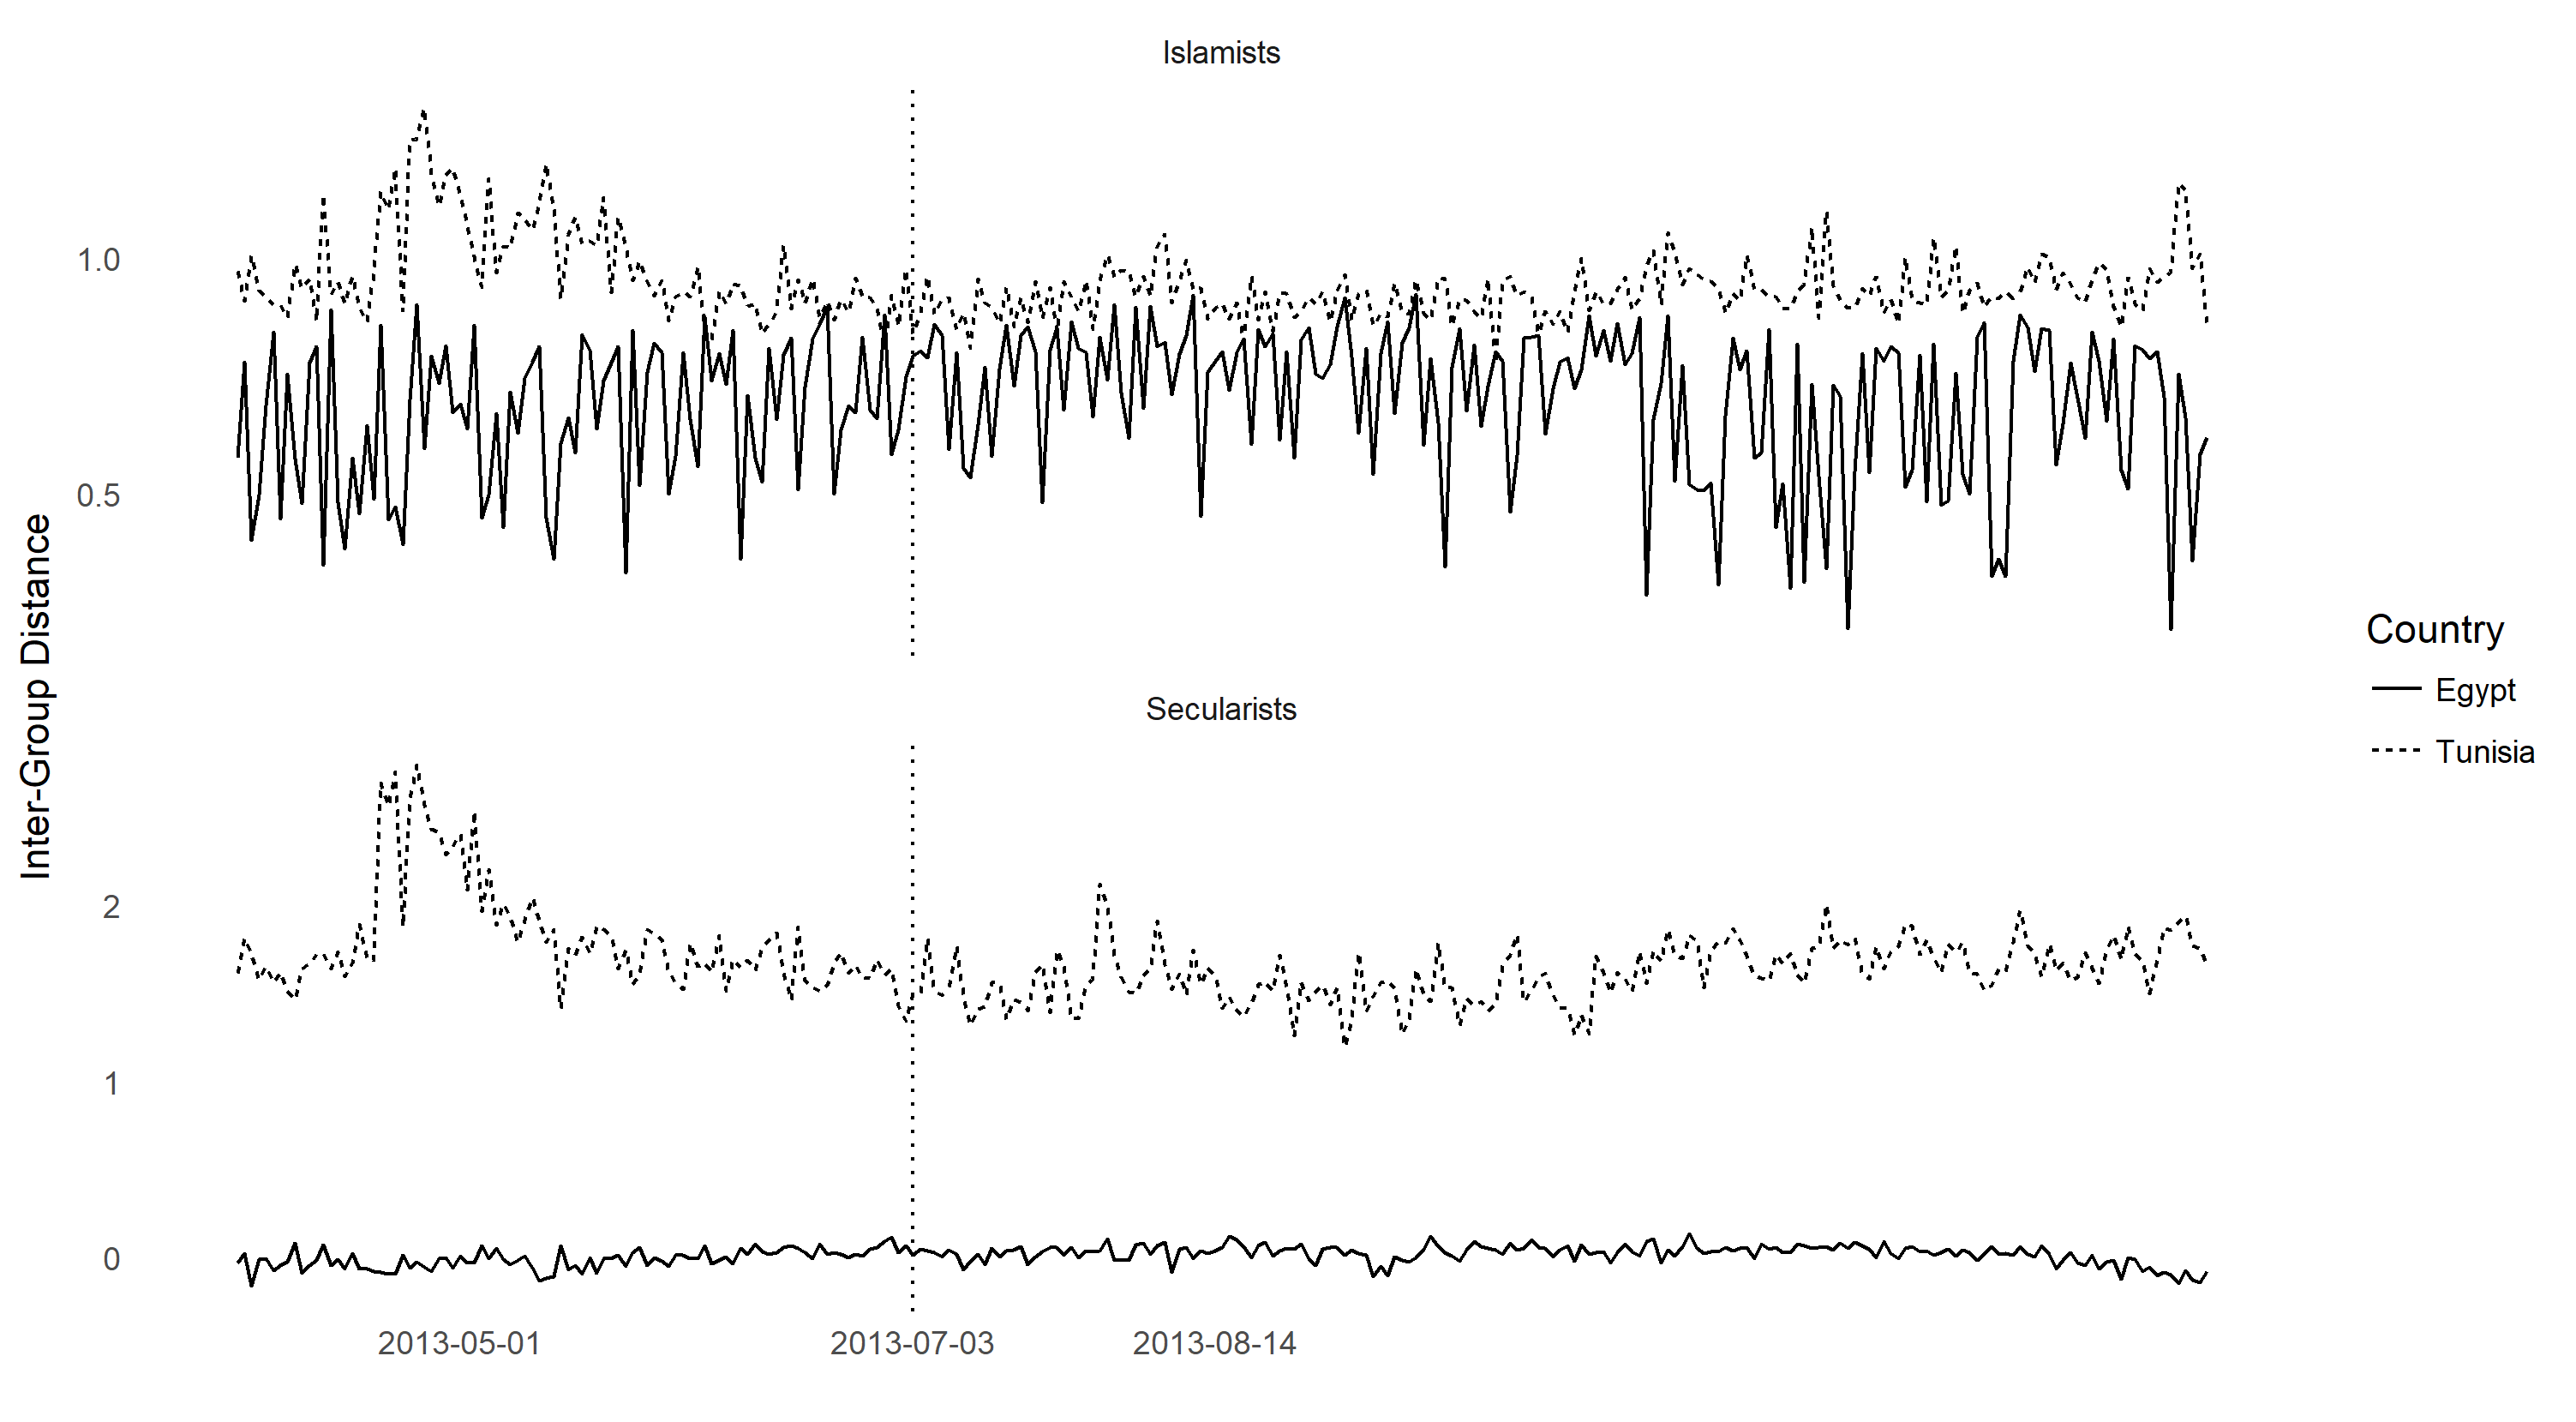 Islamists
1.0
0.5
Inter-Group Distance
Secularists
2
1
0
2013-05-01
2013-07-03
2013-08-14
Country
Egypt
Tunisia